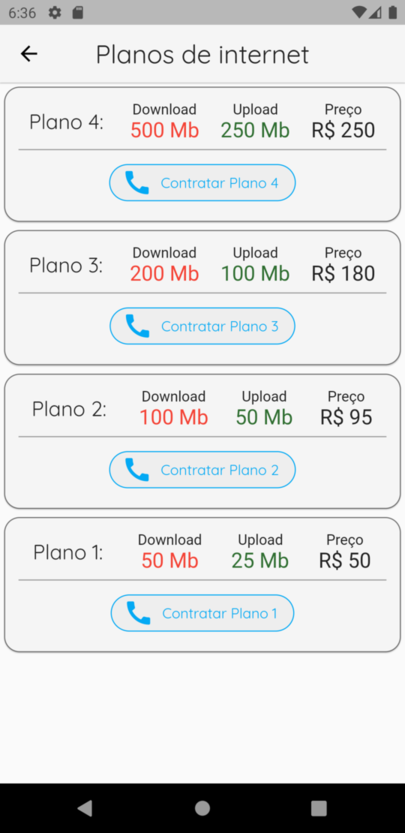 6:36
Planos de internet
Plano 4:
Download
500 Mb
Upload
250 Mb
Preço
R$ 250
Contratar Plano 4
Plano 3:
Download
200 Mb
Upload
100 Mb
Preço
R$ 180
Contratar Plano 3
Plano 2:
Download
100 Mb
Upload
50 Mb
Preço
R$ 95
Contratar Plano 2
Plano 1:
Download
50 Mb
Upload
25 Mb
Preço
R$ 50
Contratar Plano 1